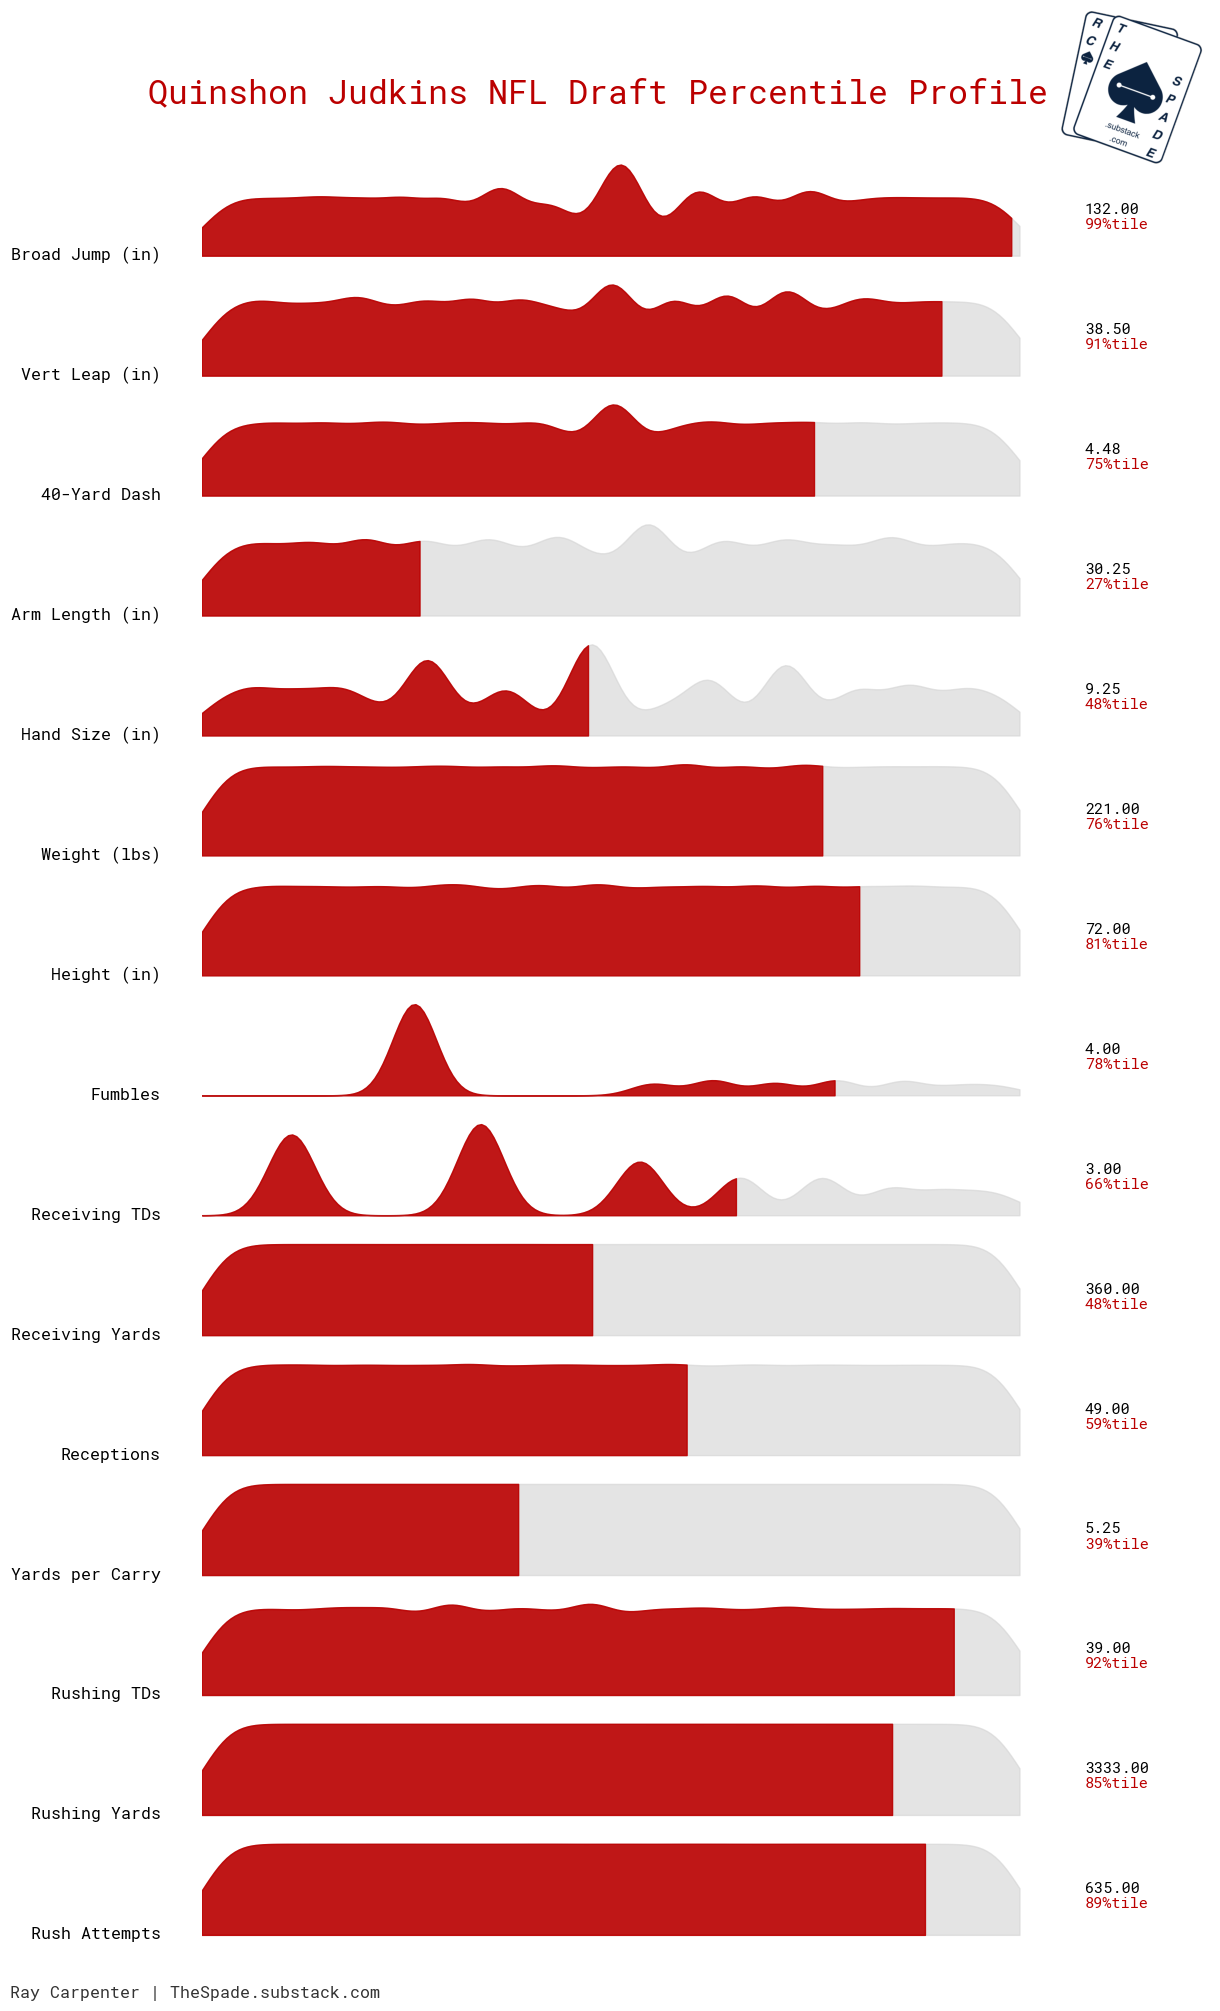 R
C
T
H
E
S
P
A
D
E
.substack
.com
Quinshon Judkins NFL Draft Percentile Profile
132.00
99%tile
Broad Jump (in)
38.50
91%tile
Vert Leap (in)
4.48
75%tile
40-Yard Dash
30.25
27%tile
Arm Length (in)
9.25
48%tile
Hand Size (in)
221.00
76%tile
Weight (lbs)
72.00
81%tile
Height (in)
4.00
78%tile
Fumbles
3.00
66%tile
Receiving TDs
360.00
48%tile
Receiving Yards
49.00
59%tile
Receptions
5.25
39%tile
Yards per Carry
39.00
92%tile
Rushing TDs
3333.00
85%tile
Rushing Yards
635.00
89%tile
Rush Attempts
Ray Carpenter | TheSpade.substack.com